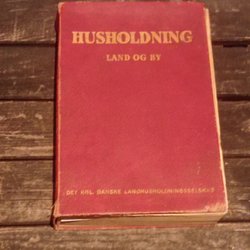 HUSHOLDNING
LAND OG BY
DET KGL. DANSKE LANDHUSHOLDNINGSSELSKAB